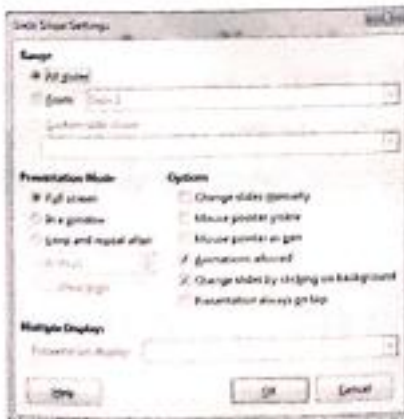 Slide Show Settings
Range
All slides
From:
Presentation Mode
Full screen
In a window
Loop and repeat after
Options
Change slides manually
Mouse pointer visible
Mouse pointer as pen
Animations allowed
Change slides by clicking on background
Presentation always on top
Multiple Displays
Help
OK
Cancel